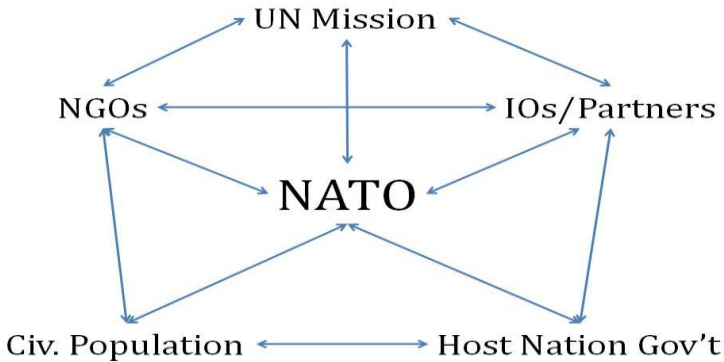 UN Mission
NGOs
IOs/Partners
NATO
Civ. Population
Host Nation Gov't